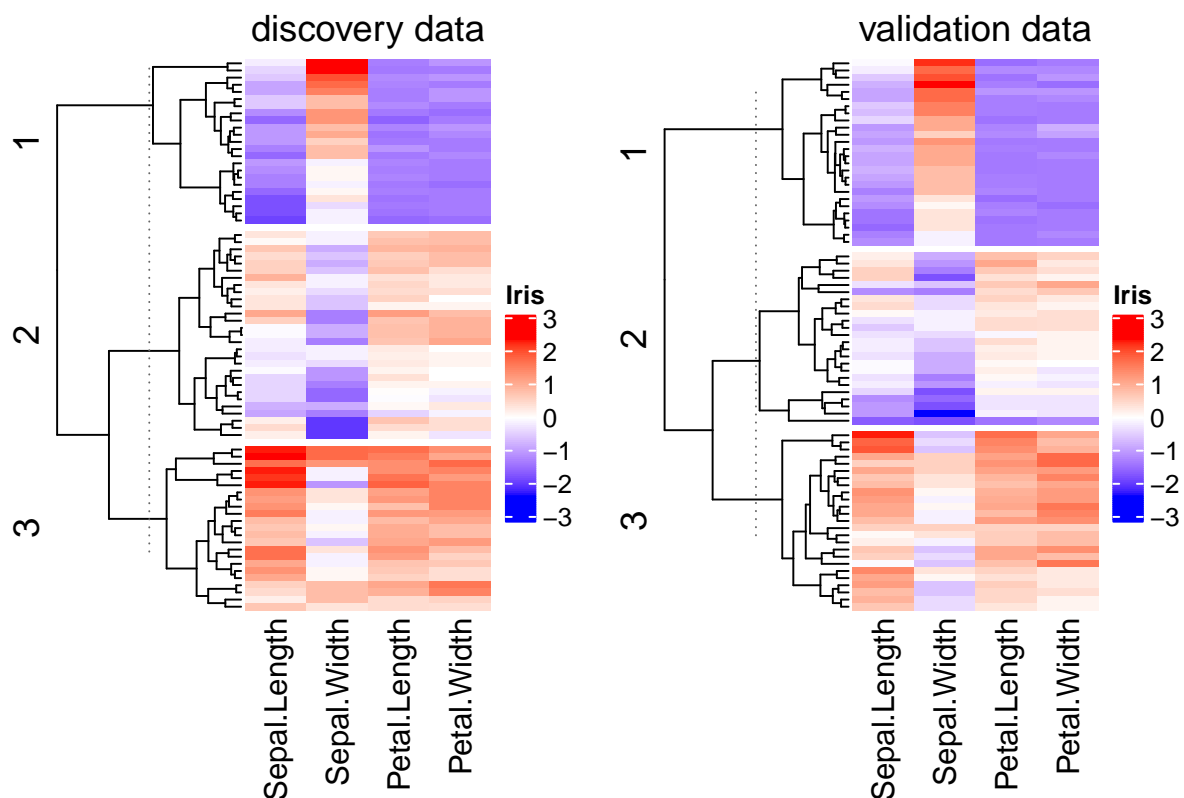 discovery data
1
2
3
Iris
3
2
1
0
−1
−2
−3
Sepal.Length
Sepal.Width
Petal.Length
Petal.Width
validation data
1
2
3
Iris
3
2
1
0
−1
−2
−3
Sepal.Length
Sepal.Width
Petal.Length
Petal.Width